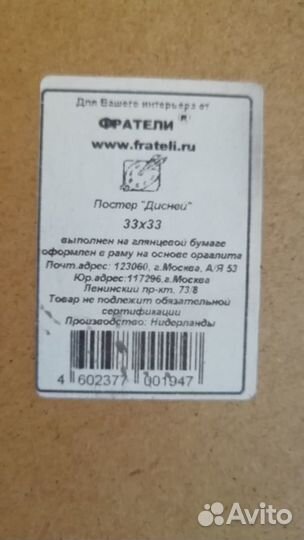 Для Вашего интерьера от
ФРАТЕЛИ ®
www.frateli.ru
Постер "Дисней"
33х33
выполнен на глянцевой бумаге
оформлен в раму на основе оргалита
Почт.адрес: 123060, г.Москва, А/Я 53
Юр.адрес:117296,г.Москва
Ленинский пр-кт. 73/8
Товар не подлежит обязательной
сертификации
Производство: Нидерланды
4 602377 001947
Avito